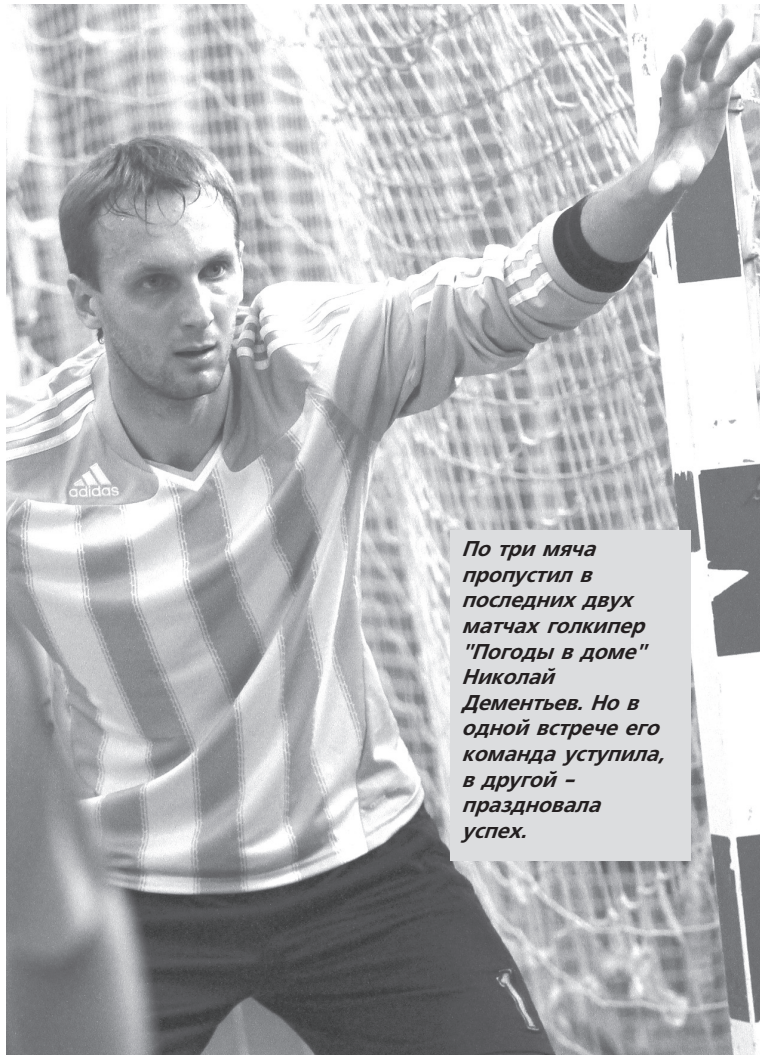 adidas
По три мяча
пропустил в
последних двух
матчах голкипер
"Погоды в доме"
Николай
Дементьев. Но в
одной встрече его
команда уступила,
в другой –
праздновала
успех.
1